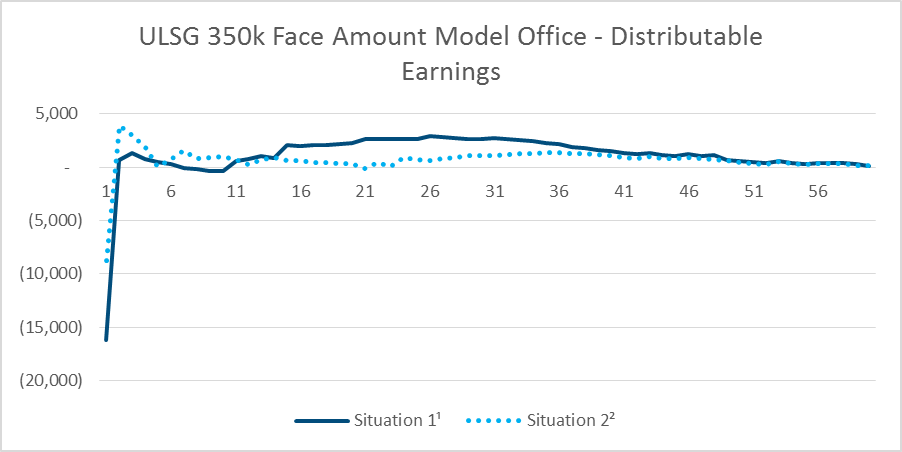 ULSG 350k Face Amount Model Office - Distributable
Earnings
5,000
-
1 6 11 16 21 26 31 36 41 46 51 56
(5,000)
(10,000)
(15,000)
(20,000)
Situation 1¹ Situation 2²